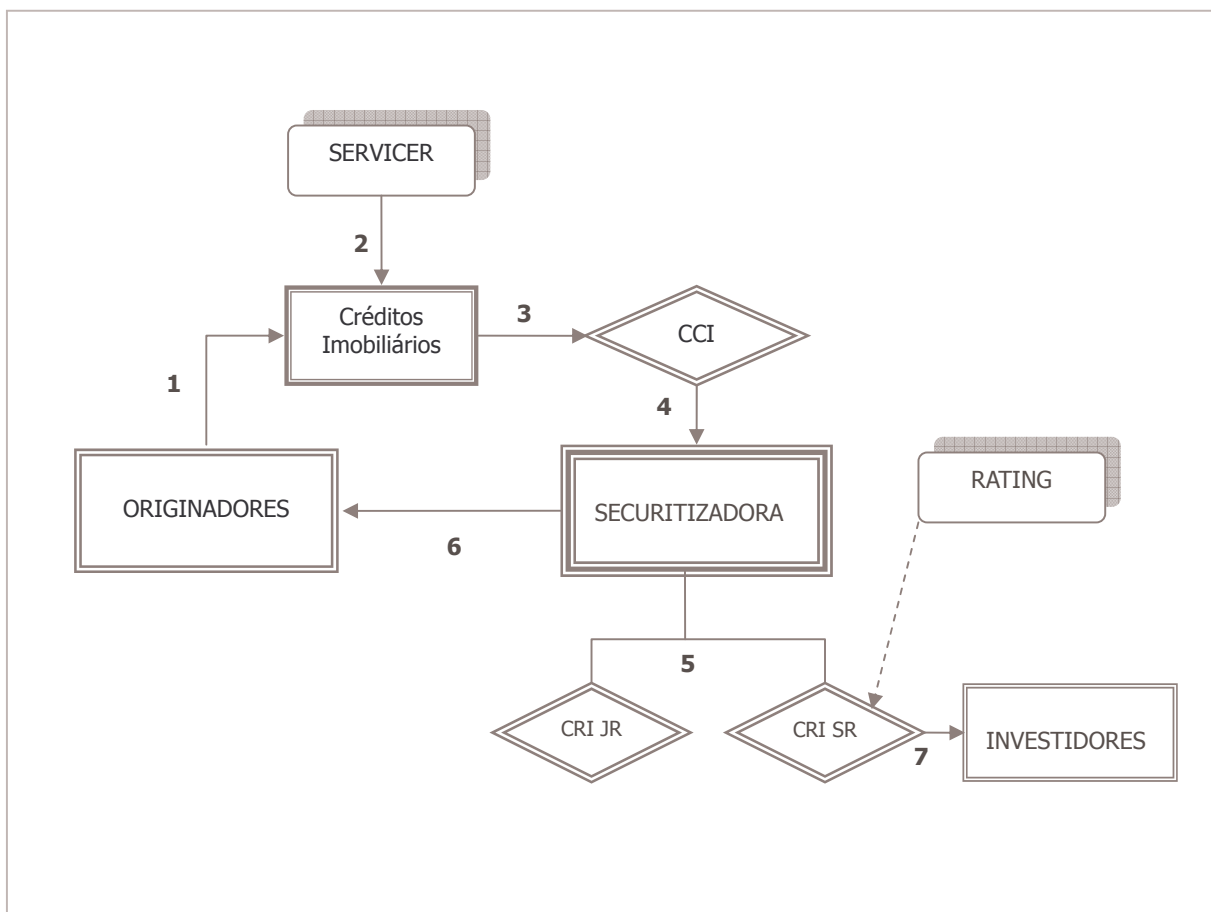 SERVICER
2
Créditos
Imobiliários
3
CCI
1
4
ORIGINADORES
SECURITIZADORA
RATING
6
5
CRI JR
CRI SR
7
INVESTIDORES